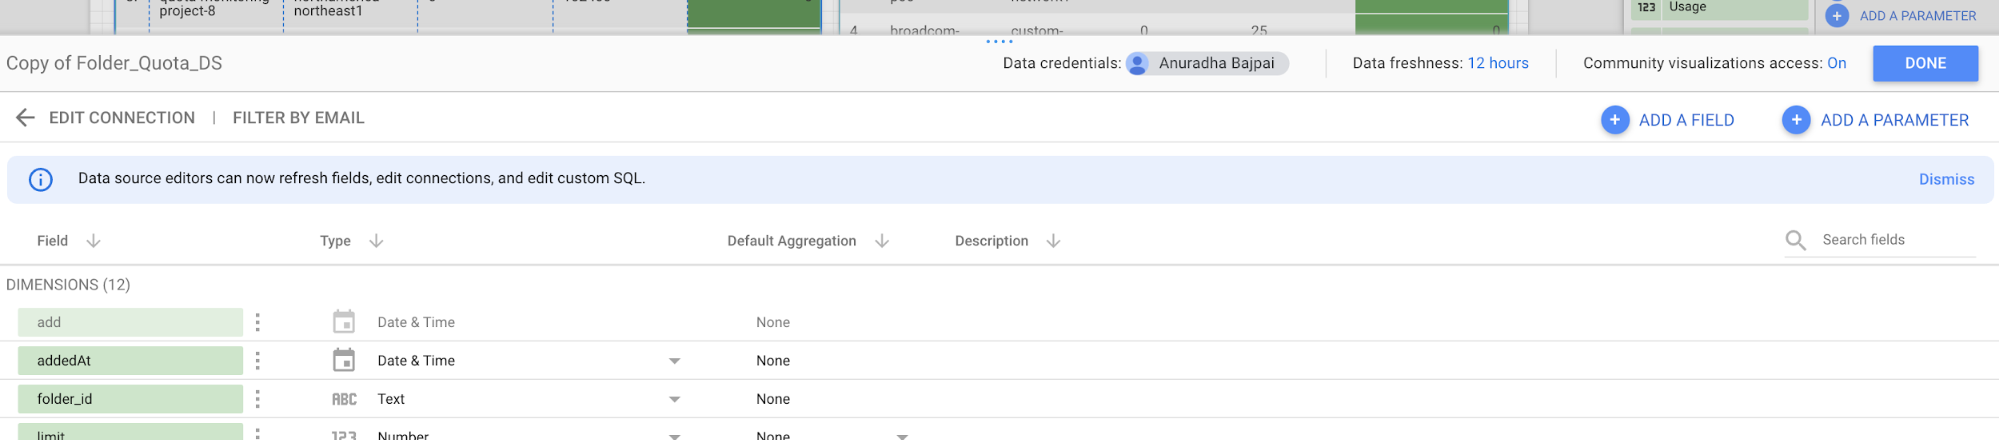 project-8
northeast1
4 broadcom- custom- 0 25 0
123 Usage
ADD A PARAMETER
Copy of Folder_Quota_DS
Data credentials: Anuradha Bajpai
Data freshness: 12 hours
Community visualizations access: On
DONE
EDIT CONNECTION | FILTER BY EMAIL
ADD A FIELD
ADD A PARAMETER
Data source editors can now refresh fields, edit connections, and edit custom SQL.
Dismiss
Field Type Default Aggregation Description
Search fields
DIMENSIONS (12)
add Date & Time None
addedAt Date & Time None
folder_id ABC Text None
limit 123 Number None